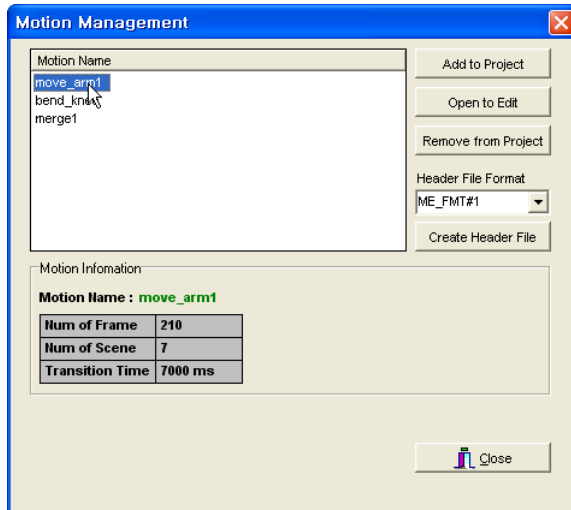 Motion Management
Motion Name
move_arm1
merge1
Add to Project
Open to Edit
Remove from Project
Header File Format
ME_FMT#1
Create Header File
Motion Infomation
Motion Name : move_arm1
Num of Frame 210
Num of Scene 7
Transition Time 7000 ms
Close